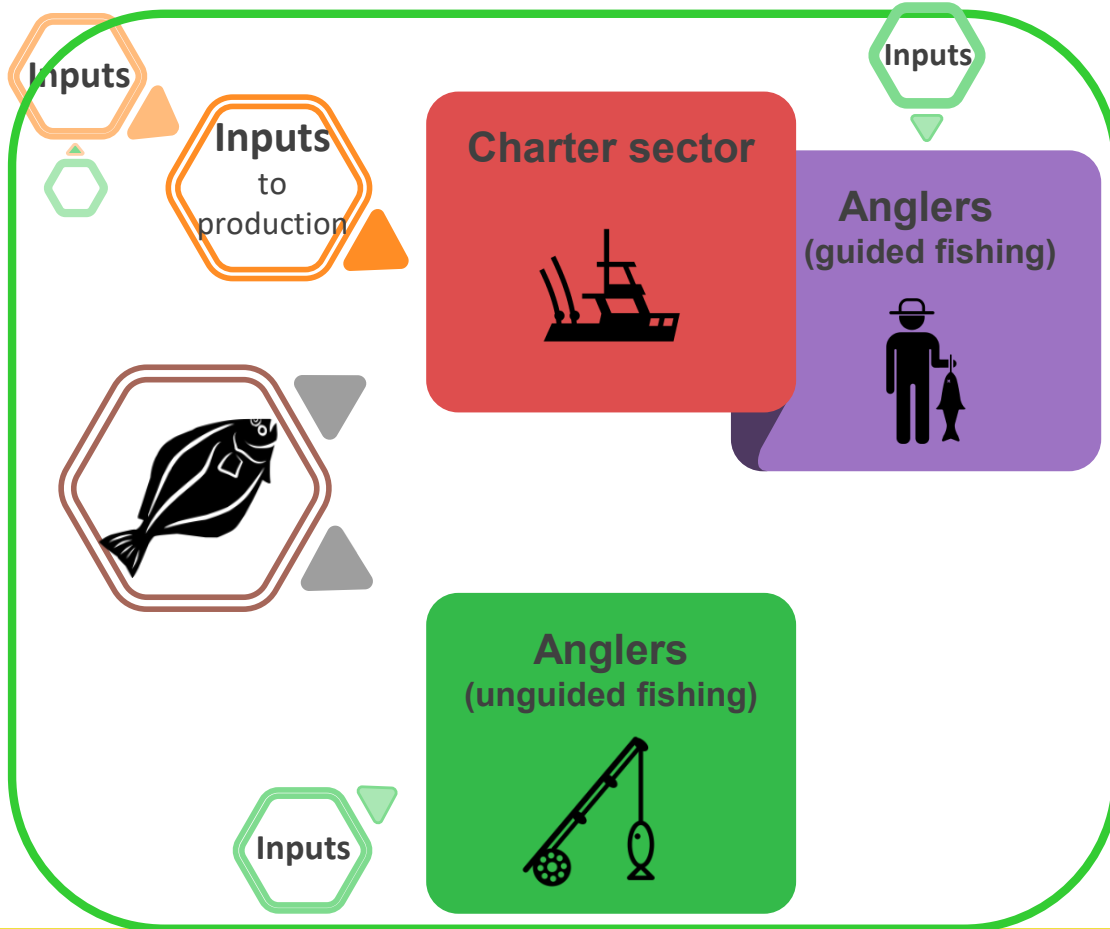 Inputs
Inputs
Inputs
to
production
Charter sector
Anglers
(guided fishing)
Anglers
(unguided fishing)
Inputs